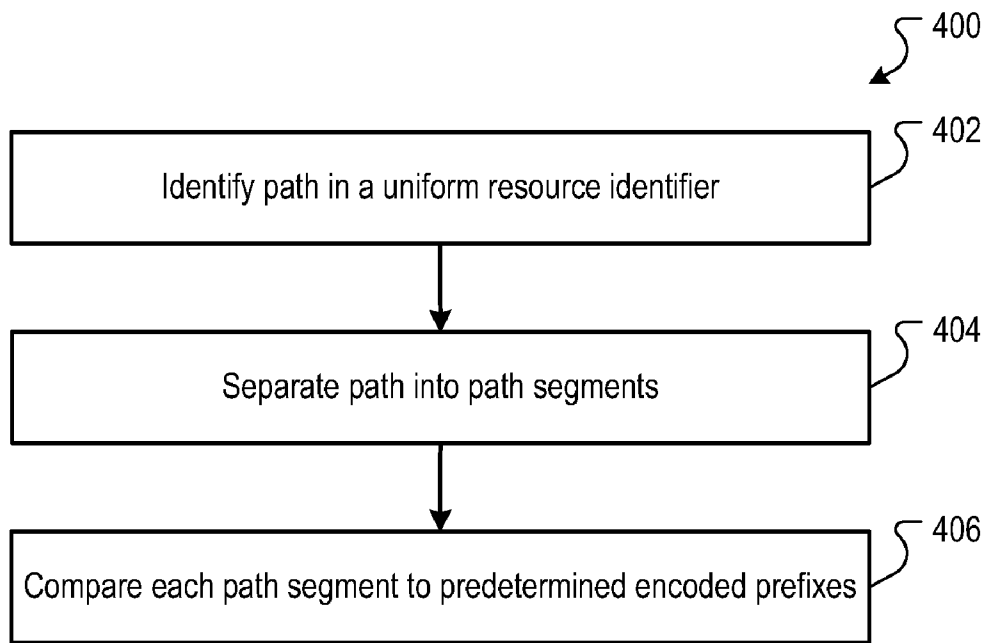 400
402
Identify path in a uniform resource identifier
404
Separate path into path segments
406
Compare each path segment to predetermined encoded prefixes